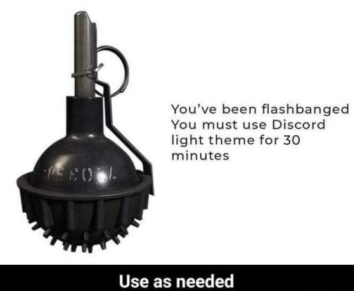 You've been flashbanged
You must use Discord
light theme for 30
minutes
Use as needed